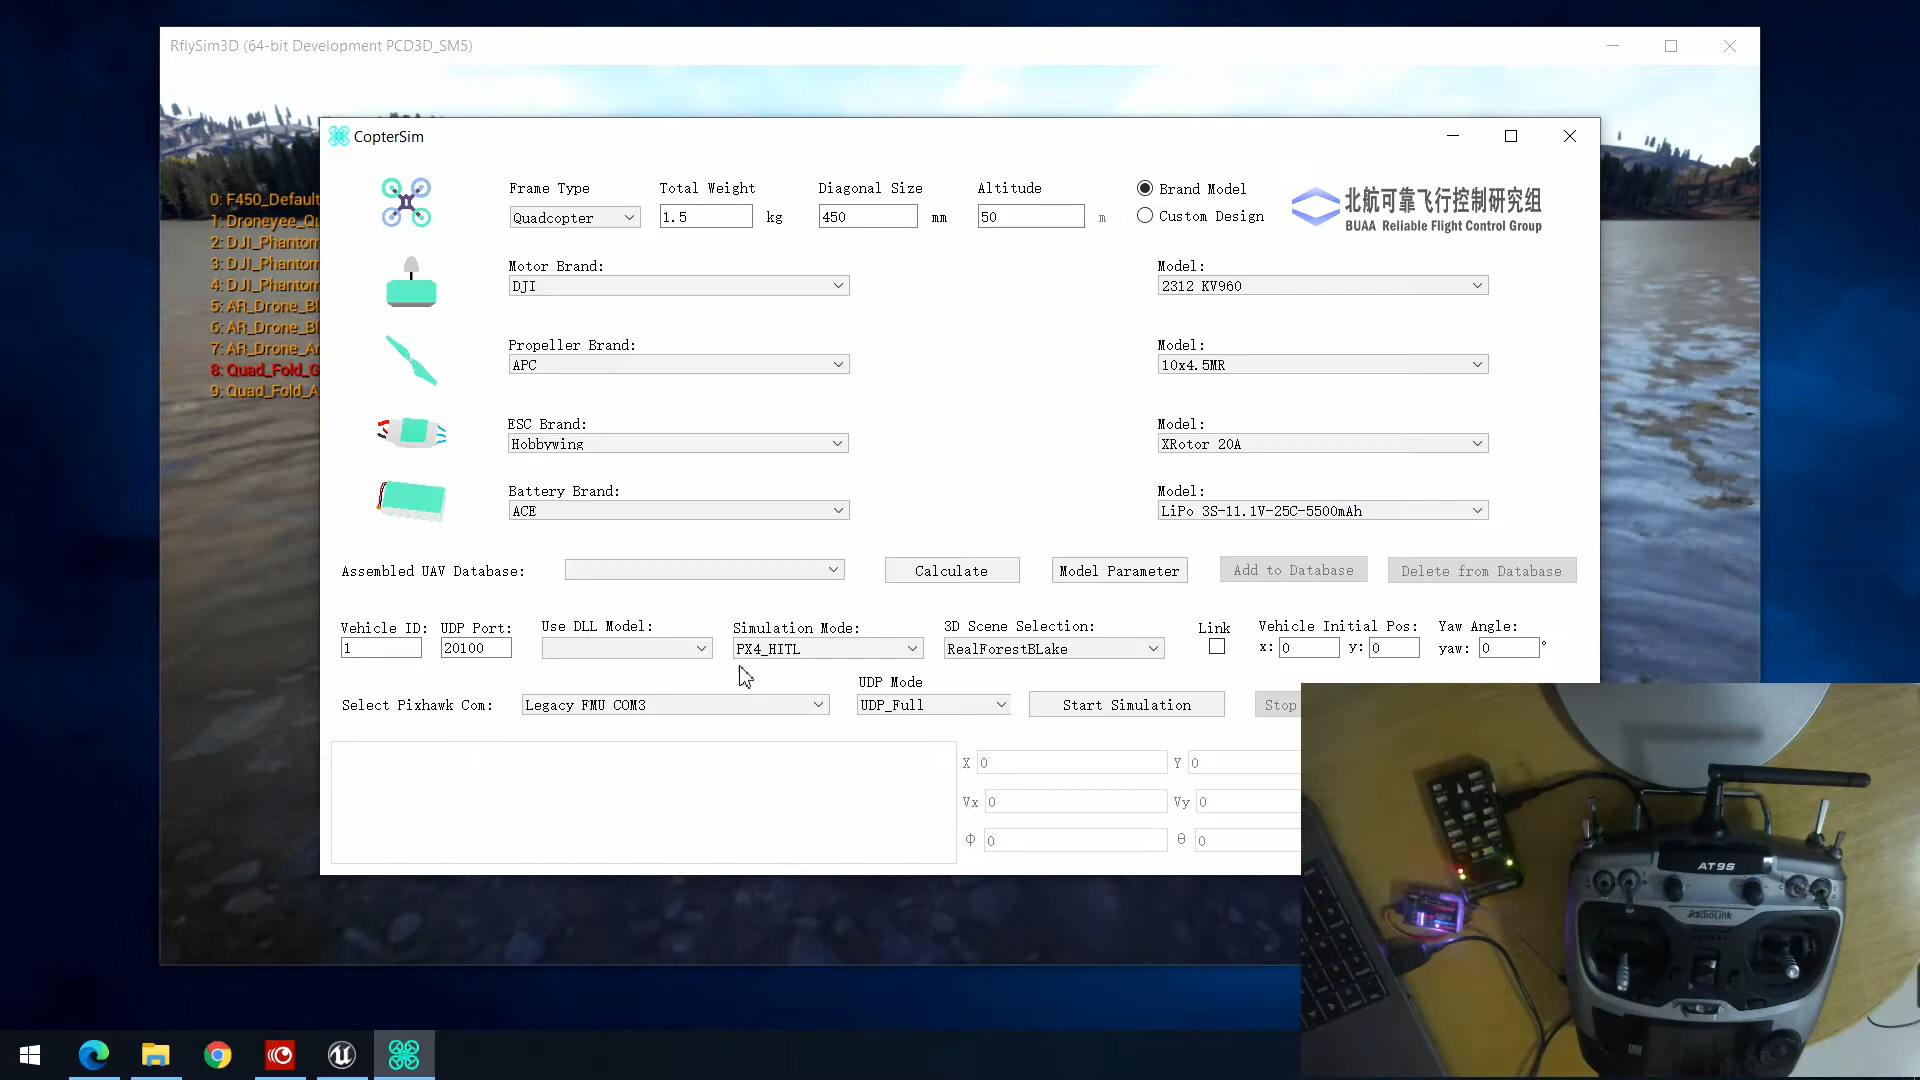 RflySim3D (64-bit Development PCD3D_SM5)
CopterSim
Frame Type
Total Weight
Diagonal Size
Altitude
Brand Model
Quadcopter
1.5
kg
450
mm
50
m
Custom Design
北航可靠飞行控制研究组
BUAA Reliable Flight Control Group
0: F450_Default
1: Droneyee_Qu
2: DJI_Phantom
3: DJI_Phantom
4: DJI_Phantom
5: AR_Drone_Bl
6: AR_Drone_Bl
7: AR_Drone_Ar
8: Quad_Fold_G
9: Quad_Fold_A
Motor Brand:
Model:
DJI
2312 KV960
Propeller Brand:
Model:
APC
10x4.5MR
ESC Brand:
Model:
Hobbywing
XRotor 20A
Battery Brand:
Model:
ACE
LiPo 3S-11.1V-25C-5500mAh
Assembled UAV Database:
Calculate
Model Parameter
Add to Database
Delete from Database
Vehicle ID:
UDP Port:
Use DLL Model:
Simulation Mode:
3D Scene Selection:
Link
Vehicle Initial Pos:
Yaw Angle:
1
20100
PX4_HITL
RealForestBLake
x: 0
y: 0
yaw: 0 °
UDP Mode
Select Pixhawk Com:
Legacy FMU COM3
UDP_Full
Start Simulation
Stop
X 0
Y 0
Vx 0
Vy 0
Φ 0
θ 0
AT9S
RadioLink